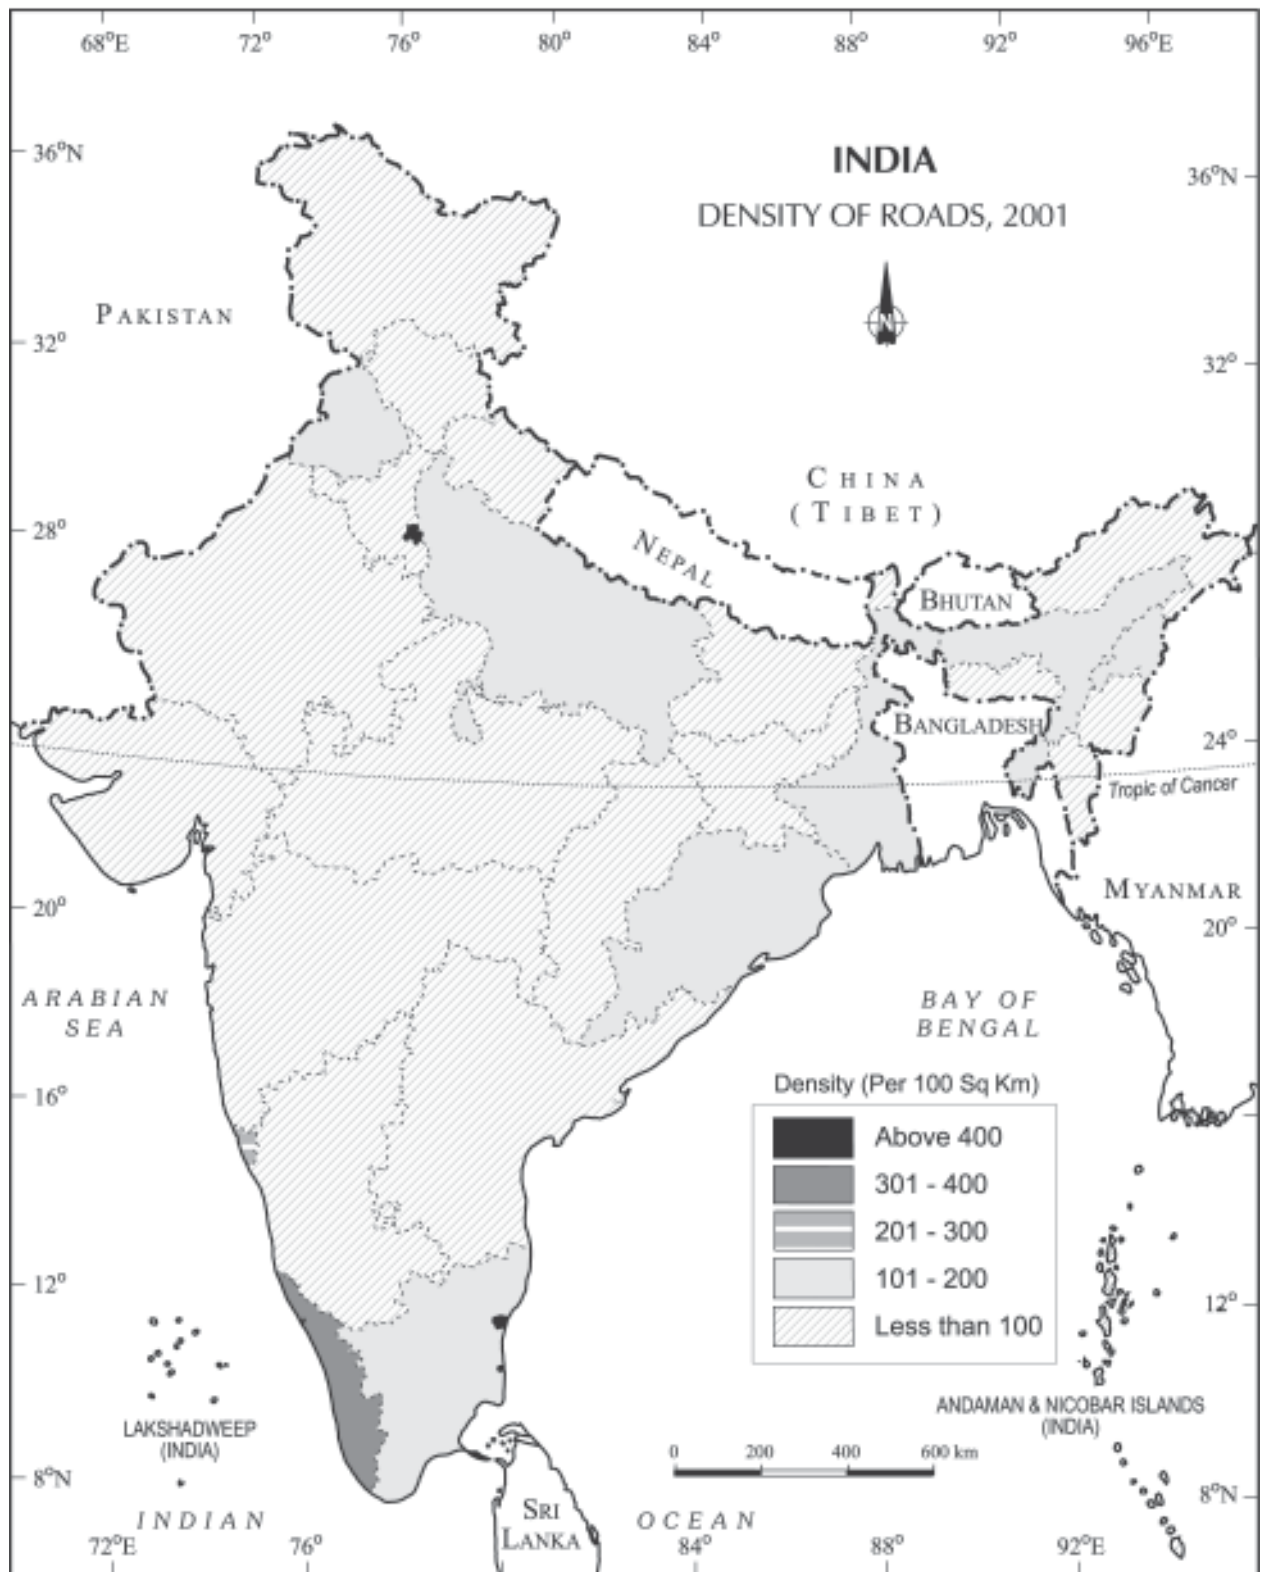 68°E 72° 76° 80° 84° 88° 92° 96°E
36°N
INDIA
36°N
DENSITY OF ROADS, 2001
PAKISTAN
N
32°
32°
CHINA
(TIBET)
28°
NEPAL
BHUTAN
BANGLADESH
24°
Tropic of Cancer
MYANMAR
20°
20°
ARABIAN
SEA
BAY OF
BENGAL
Density (Per 100 Sq Km)
16°
Above 400
301 - 400
201 - 300
101 - 200
Less than 100
12°
12°
ANDAMAN & NICOBAR ISLANDS
(INDIA)
LAKSHADWEEP
(INDIA)
0 200 400 600 km
8°N
8°N
SRI
LANKA
INDIAN OCEAN
72°E 76° 84° 88° 92°E